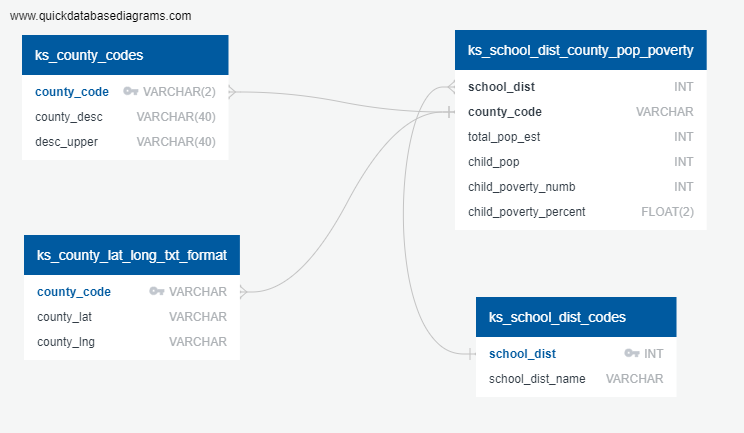 www.quickdatabasediagrams.com
ks_county_codes
county_code VARCHAR(2)
county_desc VARCHAR(40)
desc_upper VARCHAR(40)
ks_school_dist_county_pop_poverty
school_dist INT
county_code VARCHAR
total_pop_est INT
child_pop INT
child_poverty_numb INT
child_poverty_percent FLOAT(2)
ks_county_lat_long_txt_format
county_code VARCHAR
county_lat VARCHAR
county_lng VARCHAR
ks_school_dist_codes
school_dist INT
school_dist_name VARCHAR